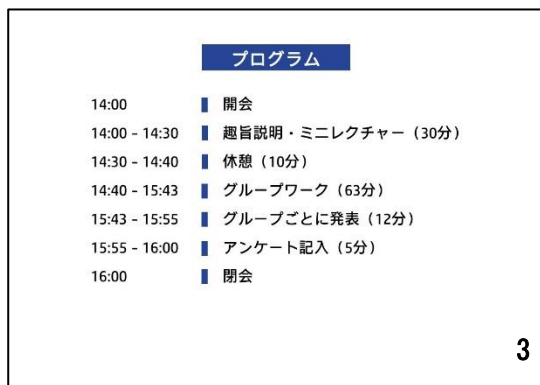 プログラム
14:00 開会
14:00 – 14:30 趣旨説明・ミニレクチャー（30分）
14:30 – 14:40 休憩（10分）
14:40 – 15:43 グループワーク（63分）
15:43 – 15:55 グループごとに発表（12分）
15:55 – 16:00 アンケート記入（5分）
16:00 閉会
3